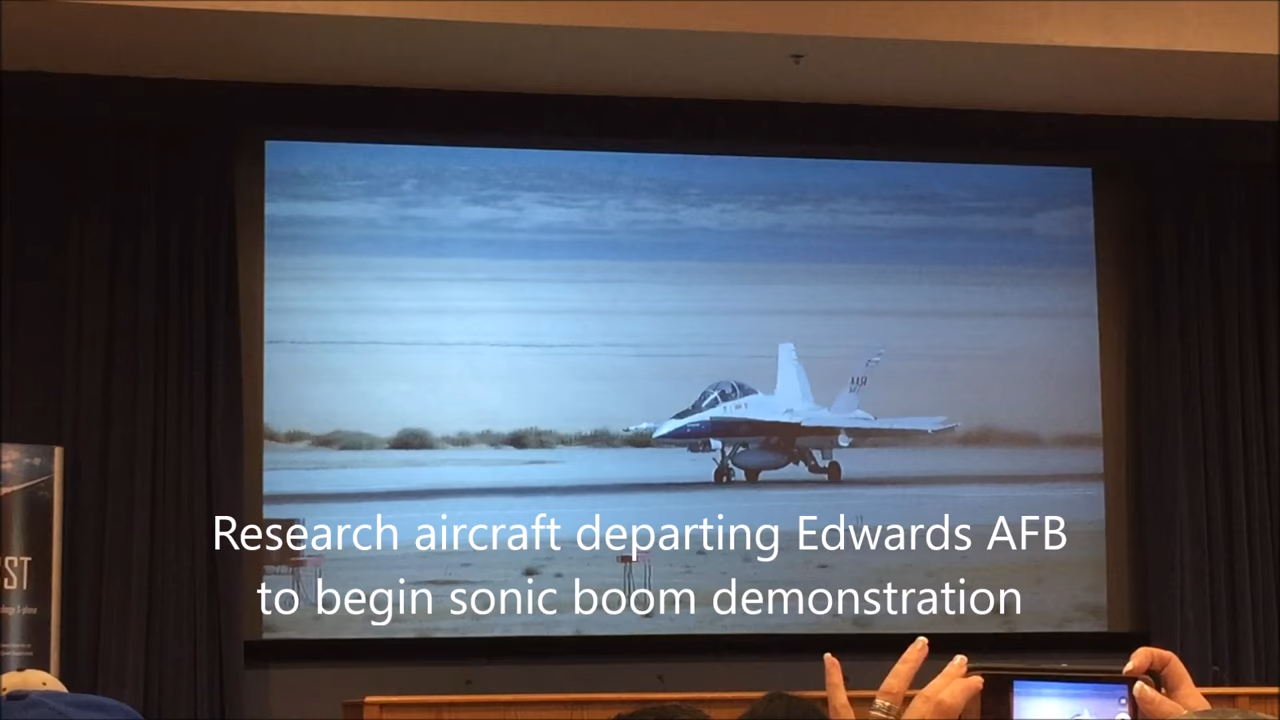 Research aircraft departing Edwards AFB
to begin sonic boom demonstration
ST